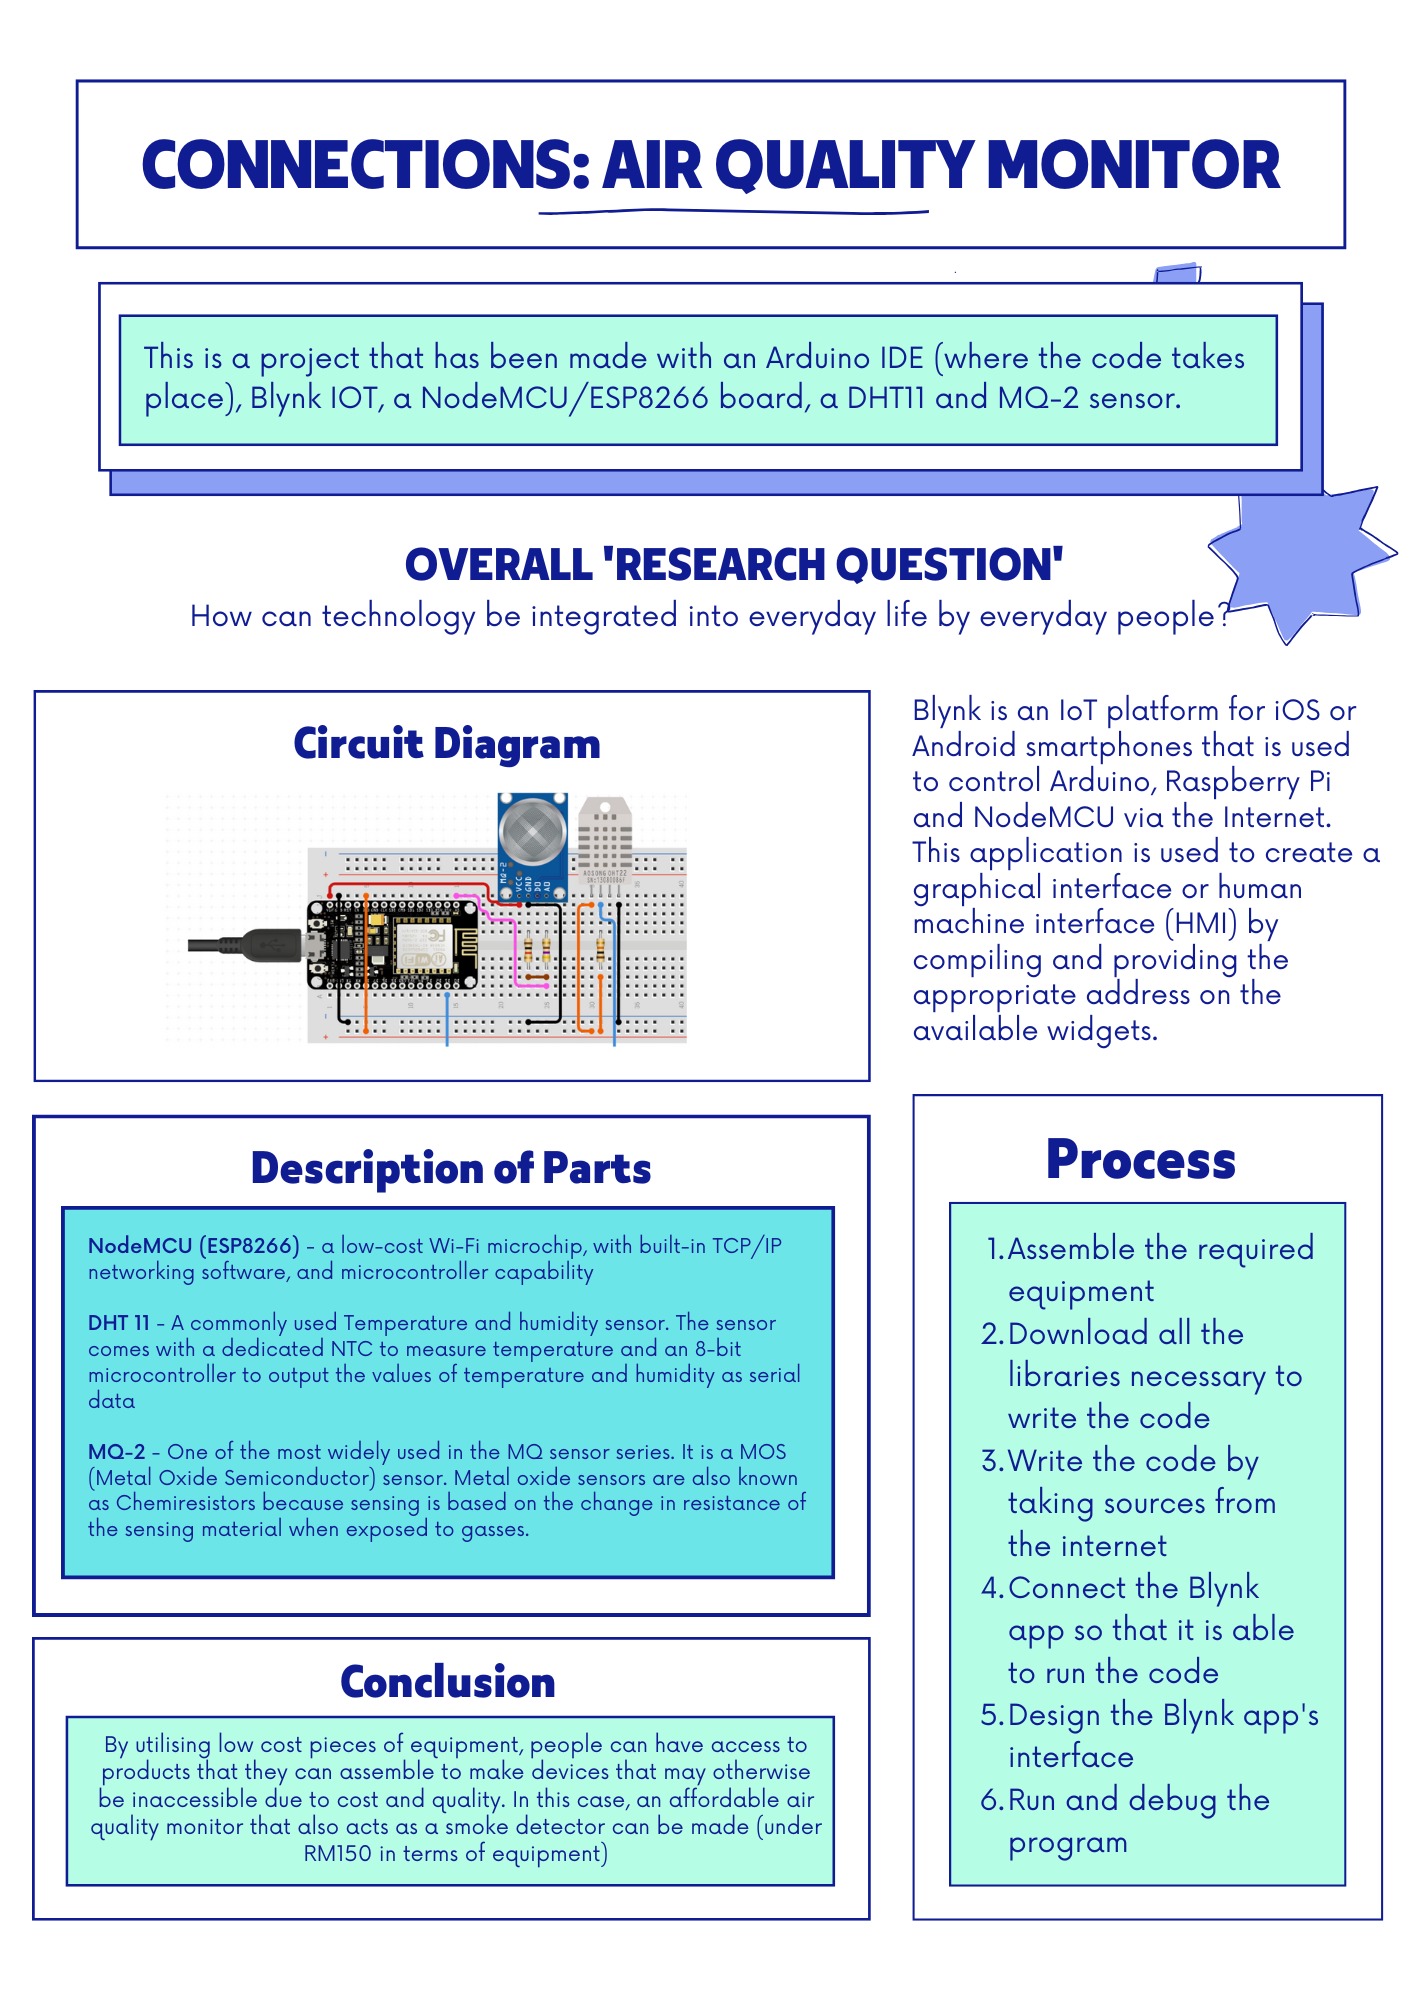 CONNECTIONS: AIR QUALITY MONITOR
This is a project that has been made with an Arduino IDE (where the code takes
place), Blynk IOT, a NodeMCU/ESP8266 board, a DHT11 and MQ-2 sensor.
OVERALL 'RESEARCH QUESTION'
How can technology be integrated into everyday life by everyday people?
Circuit Diagram
MQ-2
VCC
GND
DO
AO
AOSONG DHT22
Blynk is an IoT platform for iOS or
Android smartphones that is used
to control Arduino, Raspberry Pi
and NodeMCU via the Internet.
This application is used to create a
graphical interface or human
machine interface (HMI) by
compiling and providing the
appropriate address on the
available widgets.
Description of Parts
NodeMCU (ESP8266) - a low-cost Wi-Fi microchip, with built-in TCP/IP
networking software, and microcontroller capability
DHT 11 - A commonly used Temperature and humidity sensor. The sensor
comes with a dedicated NTC to measure temperature and an 8-bit
microcontroller to output the values of temperature and humidity as serial
data
MQ-2 - One of the most widely used in the MQ sensor series. It is a MOS
(Metal Oxide Semiconductor) sensor. Metal oxide sensors are also known
as Chemiresistors because sensing is based on the change in resistance of
the sensing material when exposed to gasses.
Conclusion
By utilising low cost pieces of equipment, people can have access to
products that they can assemble to make devices that may otherwise
be inaccessible due to cost and quality. In this case, an affordable air
quality monitor that also acts as a smoke detector can be made (under
RM150 in terms of equipment)
Process
1. Assemble the required
equipment
2. Download all the
libraries necessary to
write the code
3. Write the code by
taking sources from
the internet
4. Connect the Blynk
app so that it is able
to run the code
5. Design the Blynk app's
interface
6. Run and debug the
program